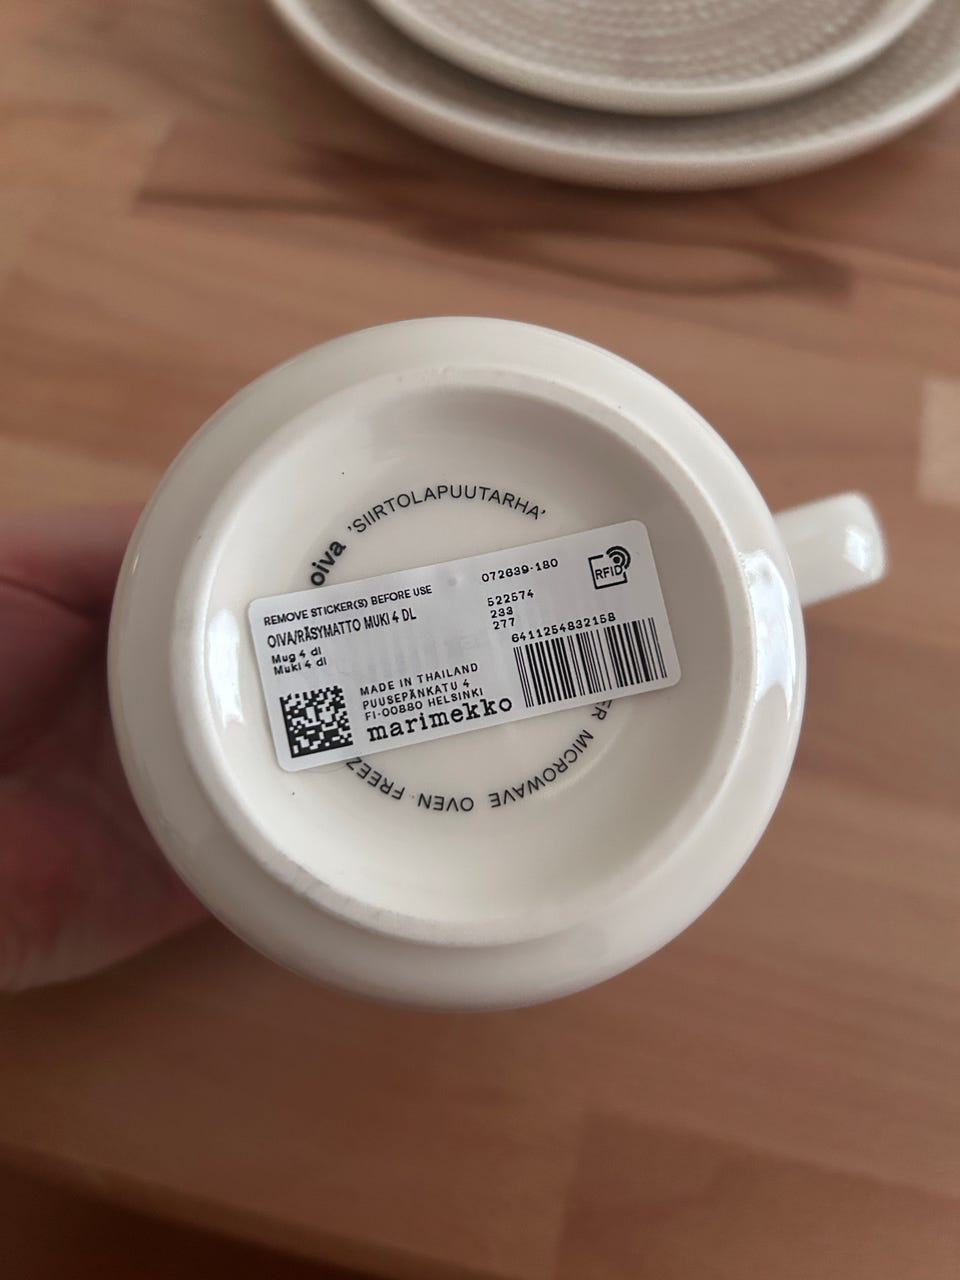 oiva 'SIIRTOLAPUUTARHA'
REMOVE STICKER(S) BEFORE USE
OIVA/RÄSYMATTO MUKI 4 DL
Mug 4 dl
Muki 4 dl
072639-180
522574
233
277
RFID
6411254832158
MADE IN THAILAND
PUUSEPÄNKATU 4
FI-00880 HELSINKI
marimekko
ER MICROWAVE OVEN · FREEZ